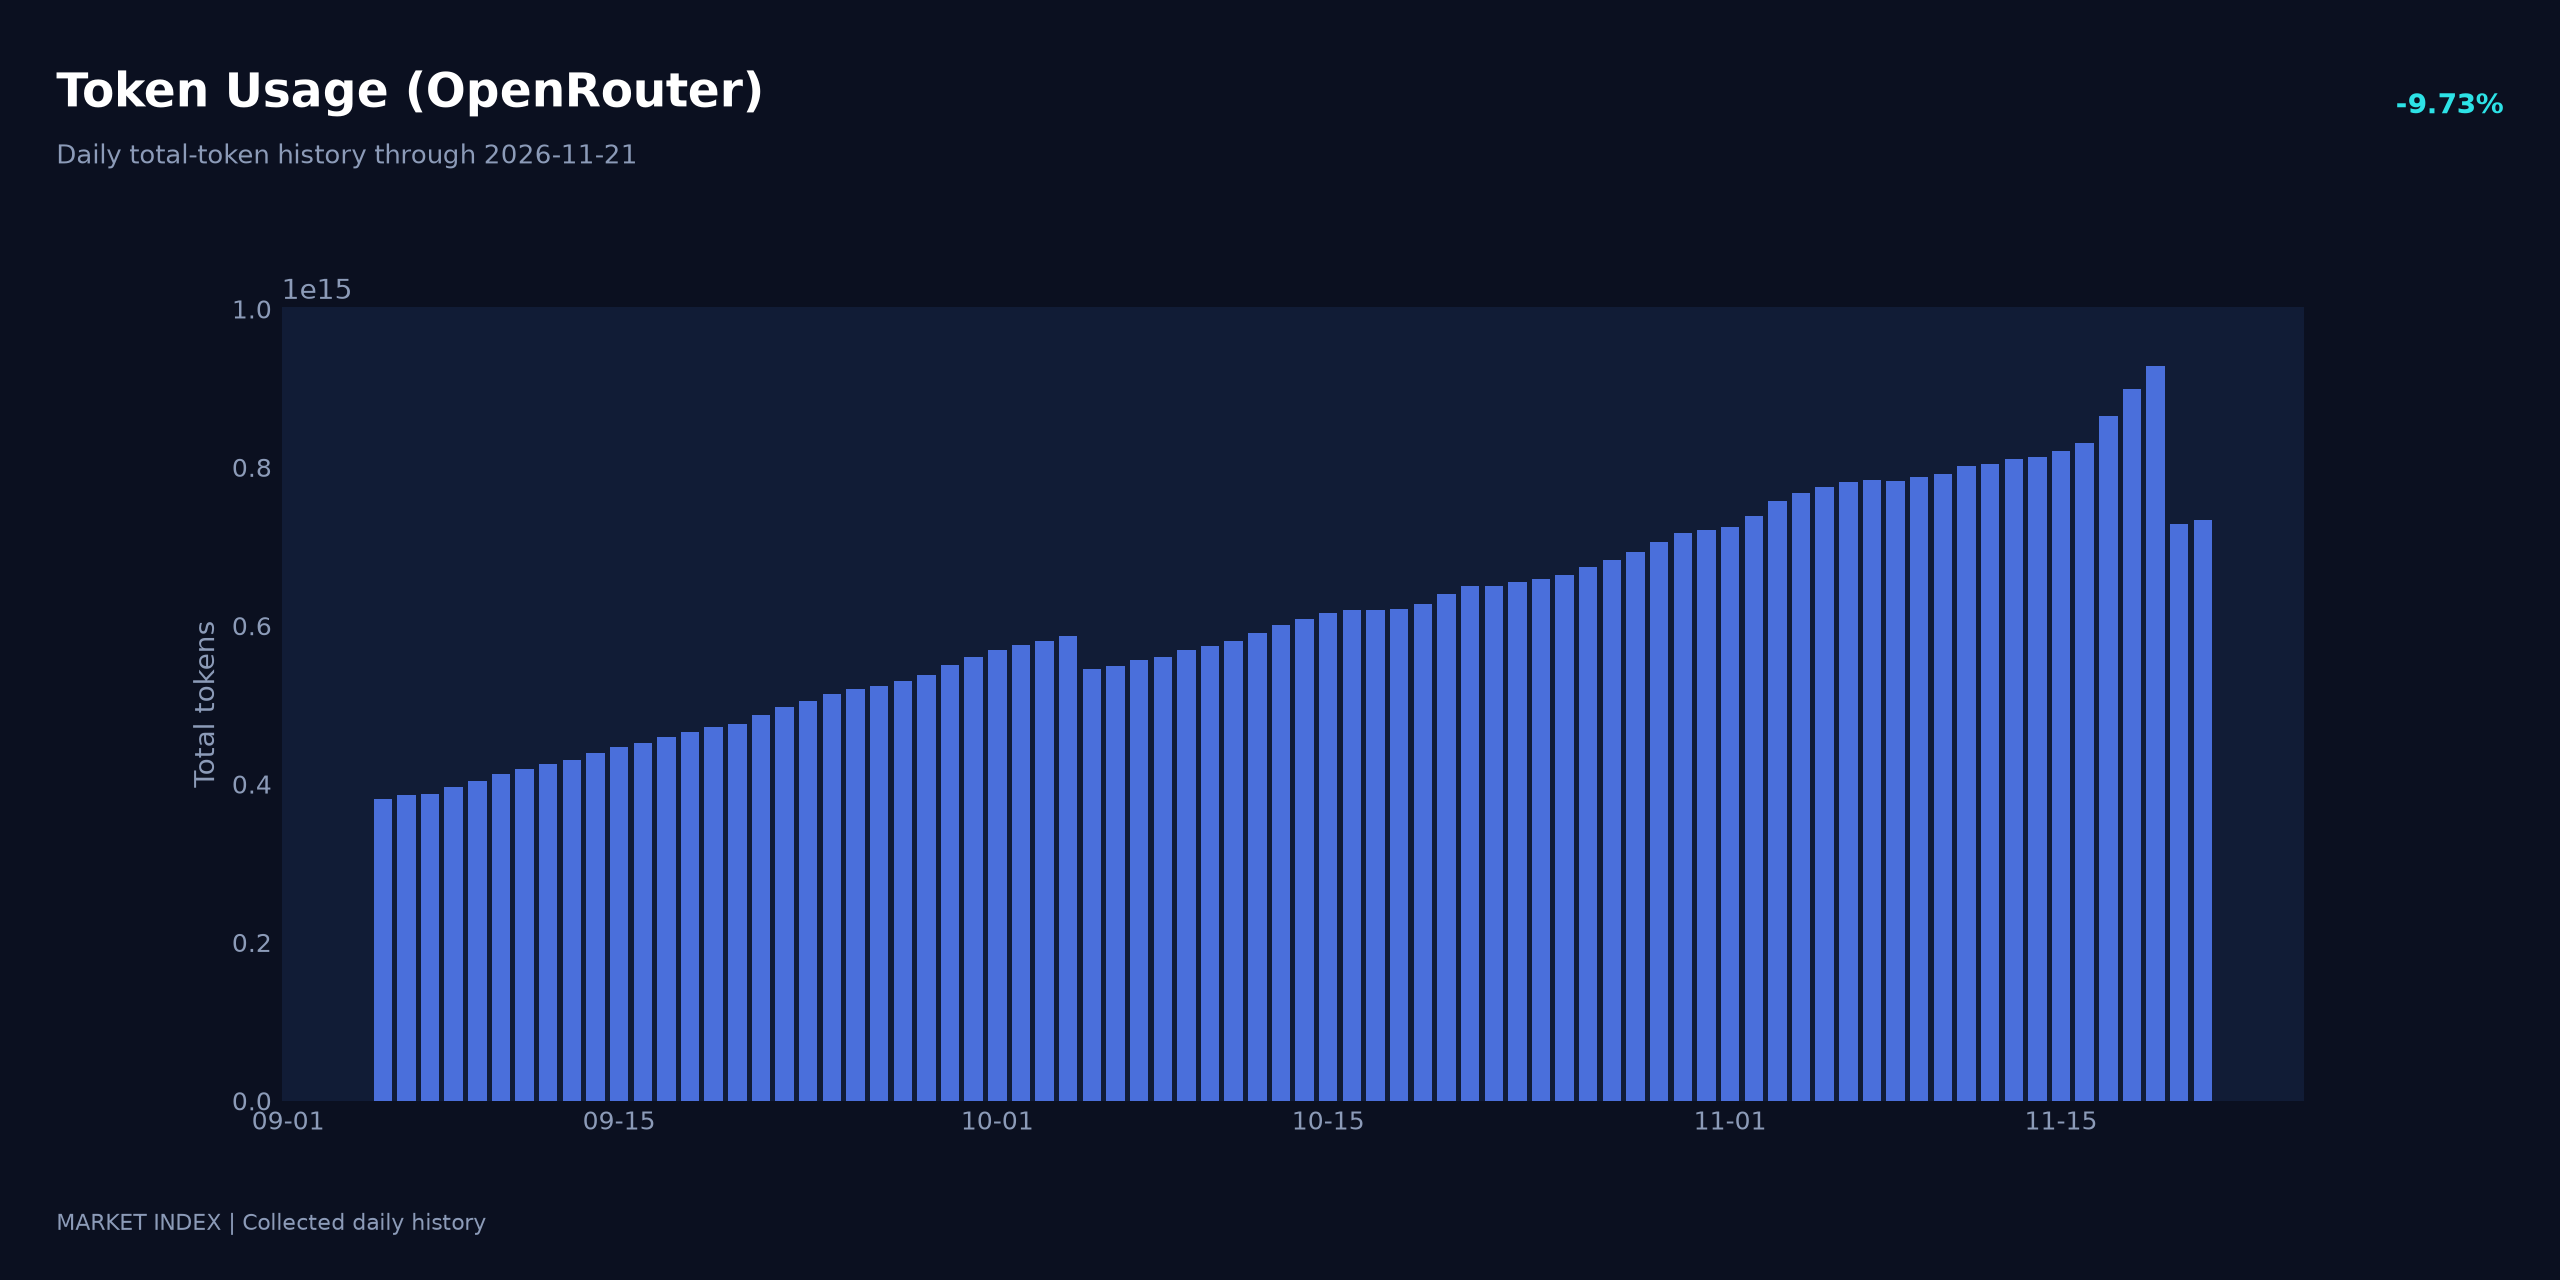 Token Usage (OpenRouter)
-9.73%
Daily total-token history through 2026-11-21
1e15
1.0
0.8
0.6
0.4
0.2
0.0
Total tokens
09-01
09-15
10-01
10-15
11-01
11-15
MARKET INDEX | Collected daily history